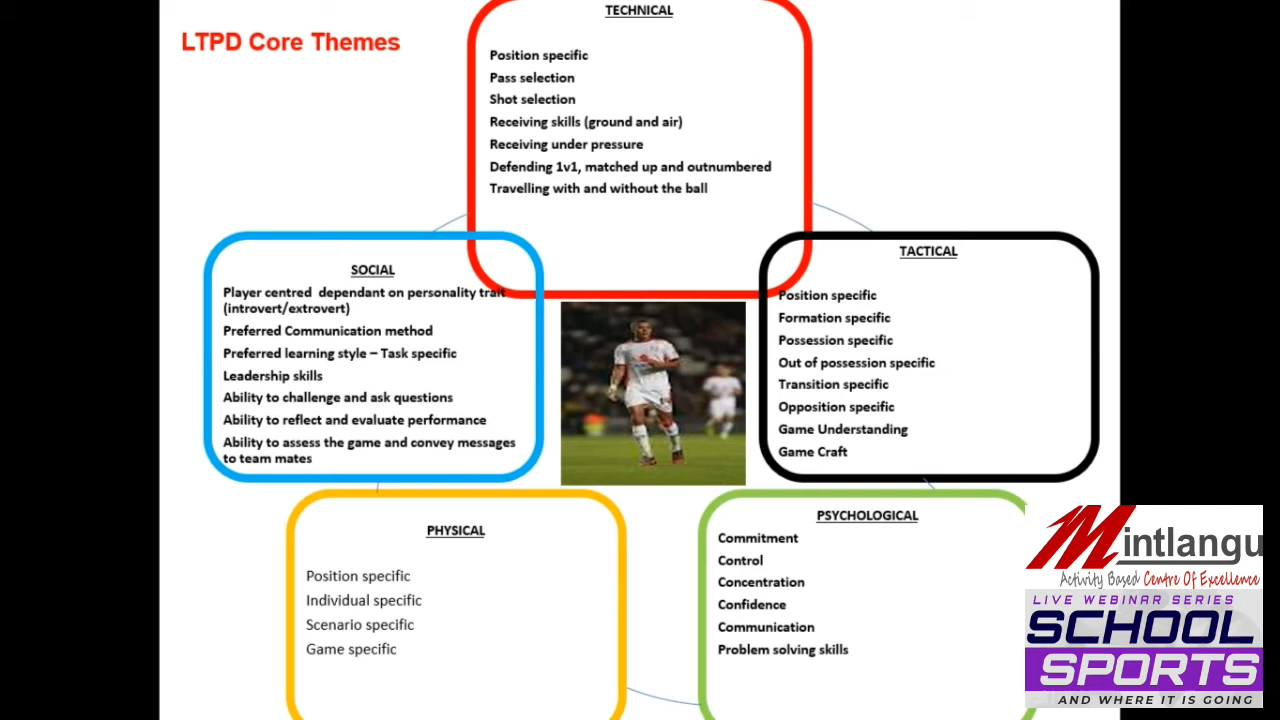 LTPD Core Themes
TECHNICAL
Position specific
Pass selection
Shot selection
Receiving skills (ground and air)
Receiving under pressure
Defending 1v1, matched up and outnumbered
Travelling with and without the ball
SOCIAL
Player centred dependant on personality trait
(introvert/extrovert)
Preferred Communication method
Preferred learning style – Task specific
Leadership skills
Ability to challenge and ask questions
Ability to reflect and evaluate performance
Ability to assess the game and convey messages
to team mates
TACTICAL
Position specific
Formation specific
Possession specific
Out of possession specific
Transition specific
Opposition specific
Game Understanding
Game Craft
PHYSICAL
Position specific
Individual specific
Scenario specific
Game specific
PSYCHOLOGICAL
Commitment
Control
Concentration
Confidence
Communication
Problem solving skills
Mintlangu
Activity Based Centre Of Excellence
LIVE WEBINAR SERIES
SCHOOL
SPORTS
AND WHERE IT IS GOING